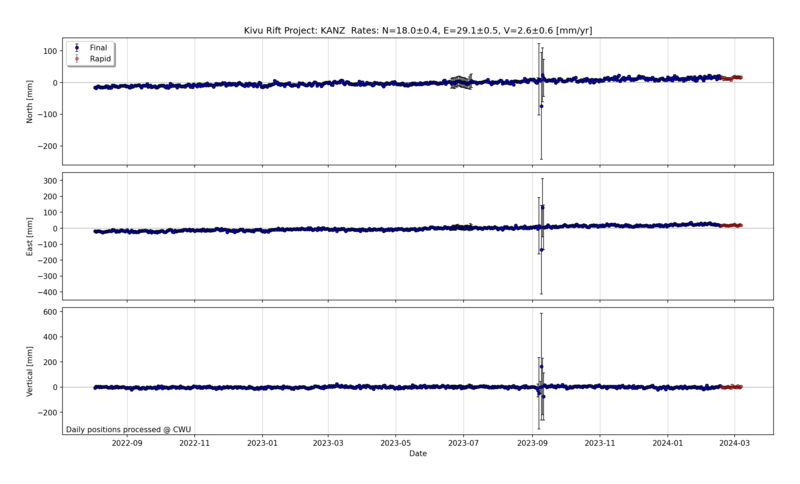 Kivu Rift Project: KANZ  Rates: N=18.0±0.4, E=29.1±0.5, V=2.6±0.6 [mm/yr]
Final
Rapid
100
0
−100
−200
North [mm]
300
200
100
0
−100
−200
−300
−400
East [mm]
600
400
200
0
−200
Vertical [mm]
Daily positions processed @ CWU
2022-09 2022-11 2023-01 2023-03 2023-05 2023-07 2023-09 2023-11 2024-01 2024-03
Date